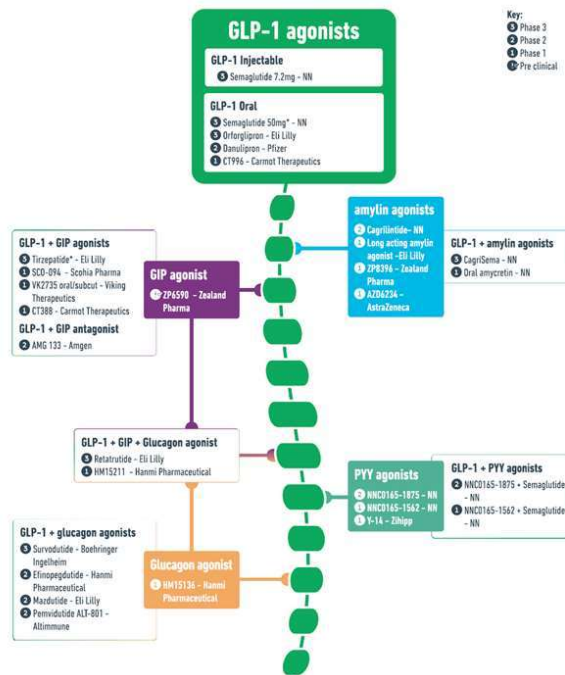 GLP-1 agonists
GLP-1 Injectable
3 Semaglutide 7.2mg - NN
GLP-1 Oral
3 Semaglutide 50mg* - NN
3 Orforglipron - Eli Lilly
2 Danulipron - Pfizer
1 CT996 - Carmot Therapeutics
Key:
3 Phase 3
2 Phase 2
1 Phase 1
Pre clinical
GLP-1 + GIP agonists
3 Tirzepatide* - Eli Lilly
1 SCO-094 - Scohia Pharma
1 VK2735 oral/subcut - Viking
Therapeutics
1 CT388 - Carmot Therapeutics
GLP-1 + GIP antagonist
2 AMG 133 - Amgen
GIP agonist
ZP6590 - Zealand
Pharma
amylin agonists
2 Cagrilintide- NN
1 Long acting amylin
agonist -Eli Lilly
1 ZP8396 - Zealand
Pharma
1 AZD6234 -
AstraZeneca
GLP-1 + amylin agonists
3 CagriSema - NN
1 Oral amycretin - NN
GLP-1 + GIP + Glucagon agonist
3 Retatrutide - Eli Lilly
1 HM15211 - Hanmi Pharmaceutical
PYY agonists
2 NNC0165-1875 - NN
1 NNC0165-1562 - NN
1 Y-14 - Zihipp
GLP-1 + PYY agonists
2 NNC0165-1875 + Semaglutide
- NN
1 NNC0165-1562 + Semaglutide
- NN
GLP-1 + glucagon agonists
3 Survodutide - Boehringer
Ingelheim
2 Efinopegdutide - Hanmi
Pharmaceutical
2 Mazdutide - Eli Lilly
2 Pemvidutide ALT-801 -
Altimmune
Glucagon agonist
1 HM15136 - Hanmi
Pharmaceutical